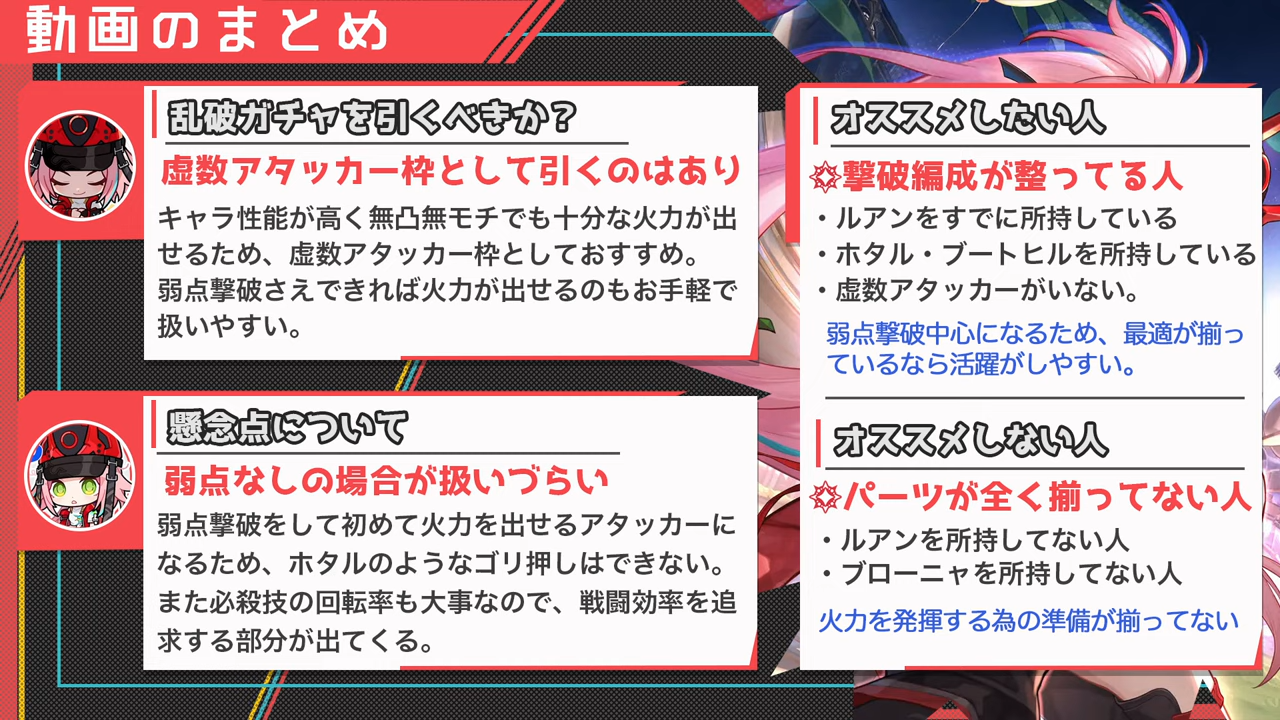 動画のまとめ
乱破ガチャを引くべきか?
虚数アタッカー枠として引くのはあり
キャラ性能が高く無凸無モチでも十分な火力が出
せるため、虚数アタッカー枠としておすすめ。
弱点撃破さえできれば火力が出せるのもお手軽で
扱いやすい。
懸念点について
弱点なしの場合が扱いづらい
弱点撃破をして初めて火力を出せるアタッカーに
なるため、ホタルのようなゴリ押しはできない。
また必殺技の回転率も大事なので、戦闘効率を追
求する部分が出てくる。
オススメしたい人
撃破編成が整ってる人
・ルアンをすでに所持している
・ホタル・ブートヒルを所持している
・虚数アタッカーがいない。
弱点撃破中心になるため、最適が揃っ
ているなら活躍がしやすい。
オススメしない人
パーツが全く揃ってない人
・ルアンを所持してない人
・ブローニャを所持してない人
火力を発揮する為の準備が揃ってない